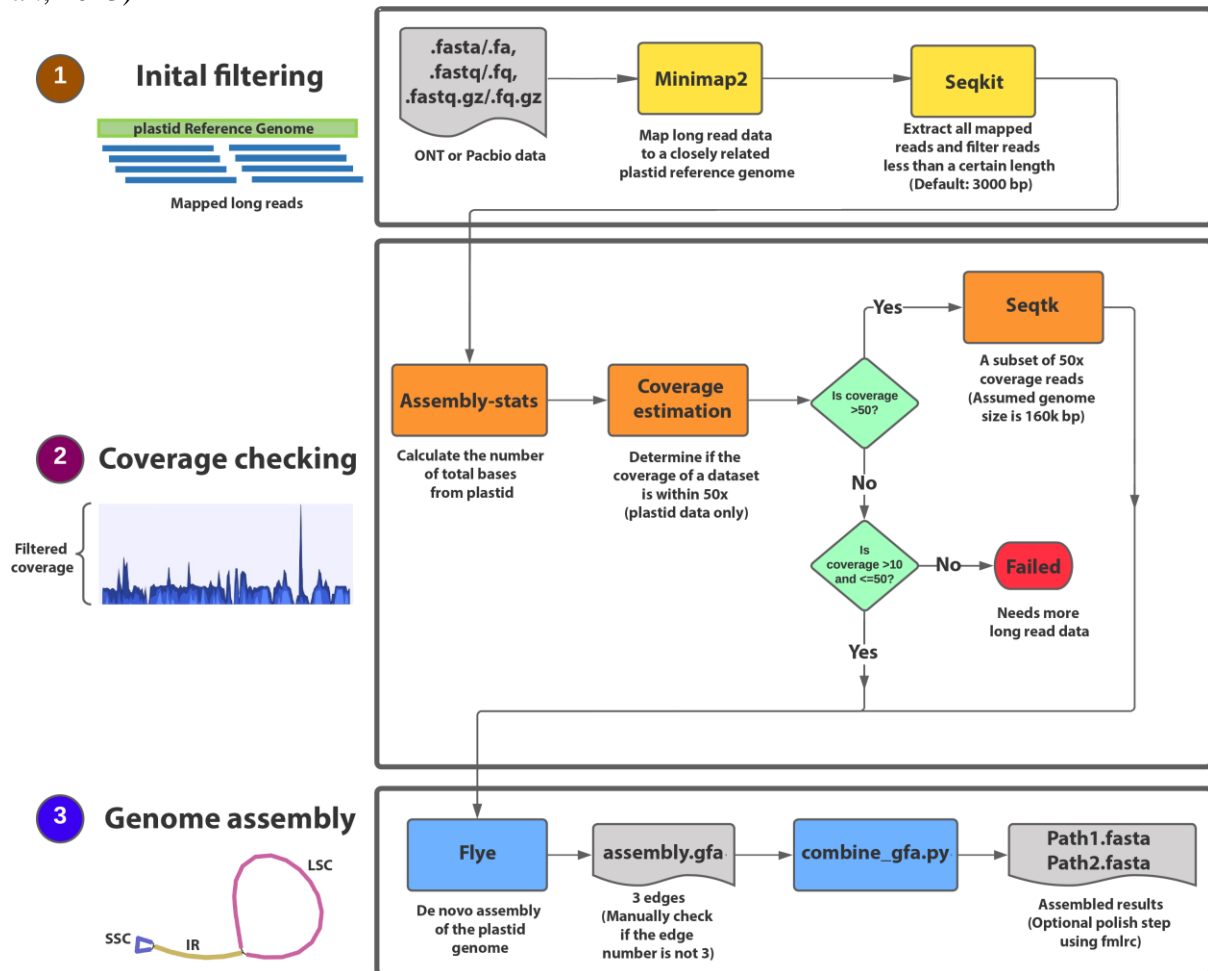 1
Inital filtering
plastid Reference Genome
Mapped long reads
.fasta/.fa,
.fastq/.fq,
.fastq.gz/.fq.gz
ONT or Pacbio data
Minimap2
Map long read data
to a closely related
plastid reference genome
Seqkit
Extract all mapped
reads and filter reads
less than a certain length
(Default: 3000 bp)
2
Coverage checking
Filtered
coverage
Assembly-stats
Calculate the number
of total bases
from plastid
Coverage
estimation
Determine if the
coverage of a dataset
is within 50x
(plastid data only)
Is coverage
>50?
Yes
Seqtk
A subset of 50x
coverage reads
(Assumed genome
size is 160k bp)
No
Is
coverage >10
and <=50?
No
Failed
Needs more
long read data
Yes
3
Genome assembly
LSC
SSC
IR
Flye
De novo assembly
of the plastid
genome
assembly.gfa
3 edges
(Manually check
if the edge
number is not 3)
combine_gfa.py
Path1.fasta
Path2.fasta
Assembled results
(Optional polish step
using fmlrc)